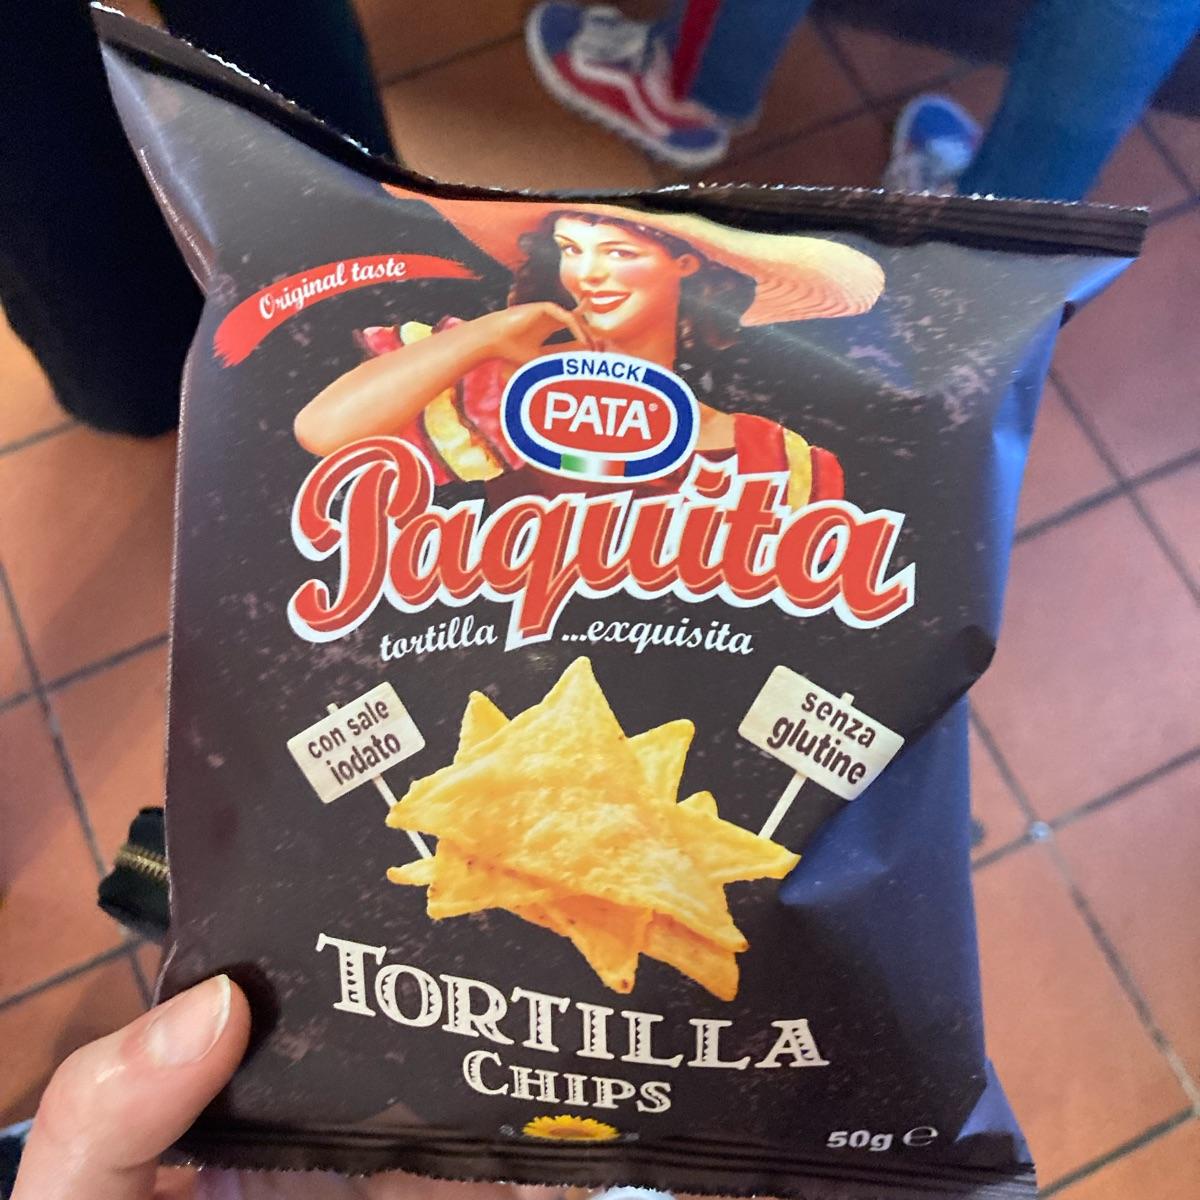 Original taste
SNACK
PATA®
Paquita
tortilla ...exquisita
con sale
iodato
senza
glutine
TORTILLA
CHIPS
50g ℮